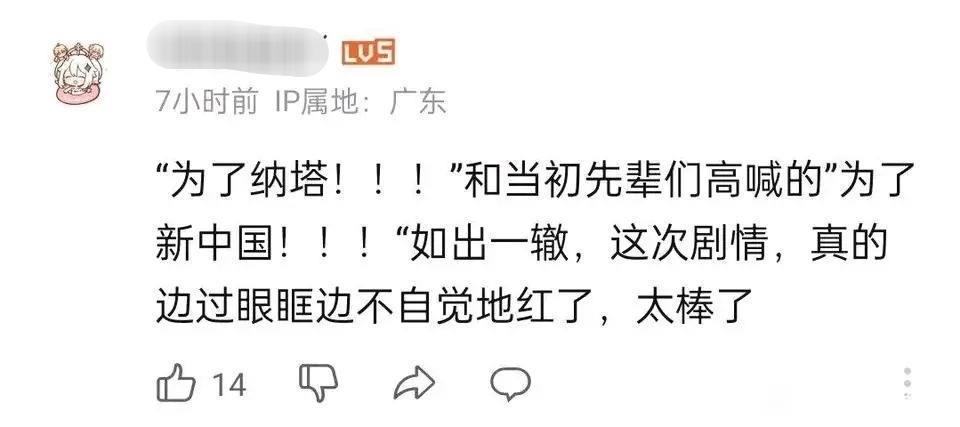 LV5
7小时前 IP属地：广东
“为了纳塔！！！”和当初先辈们高喊的”为了
新中国！！！“如出一辙，这次剧情，真的
边过眼眶边不自觉地红了，太棒了
14